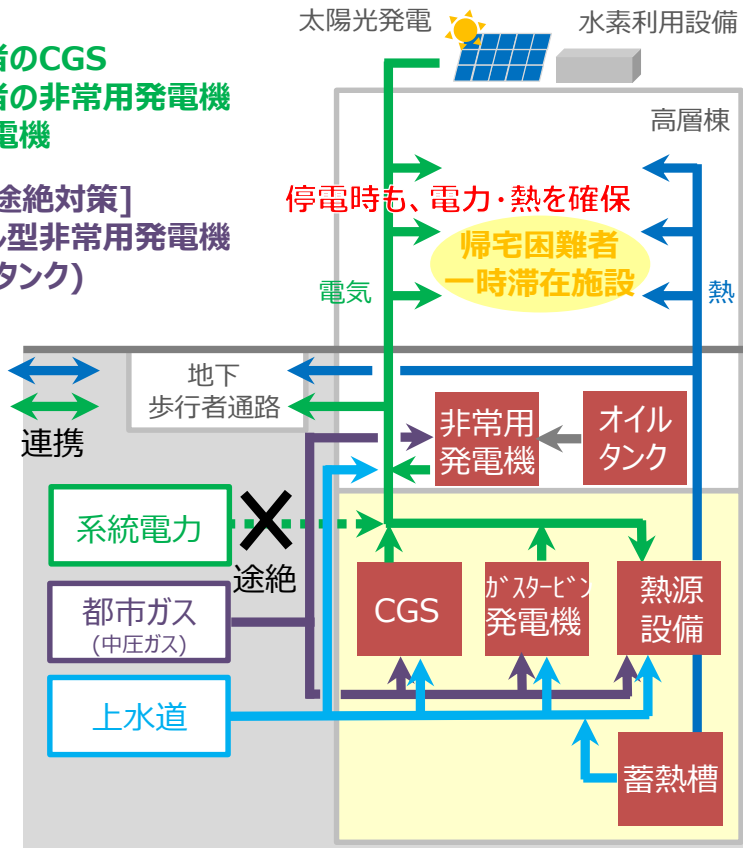 太陽光発電
水素利用設備
者のCGS
者の非常用発電機
電機
高層棟
途絶対策]
ル型非常用発電機
タンク)
停電時も、電力・熱を確保
帰宅困難者
一時滞在施設
電気
熱
地下
歩行者通路
連携
非常用
発電機
オイル
タンク
系統電力
途絶
都市ガス
(中圧ガス)
CGS
ガスタービン
発電機
熱源
設備
上水道
蓄熱槽